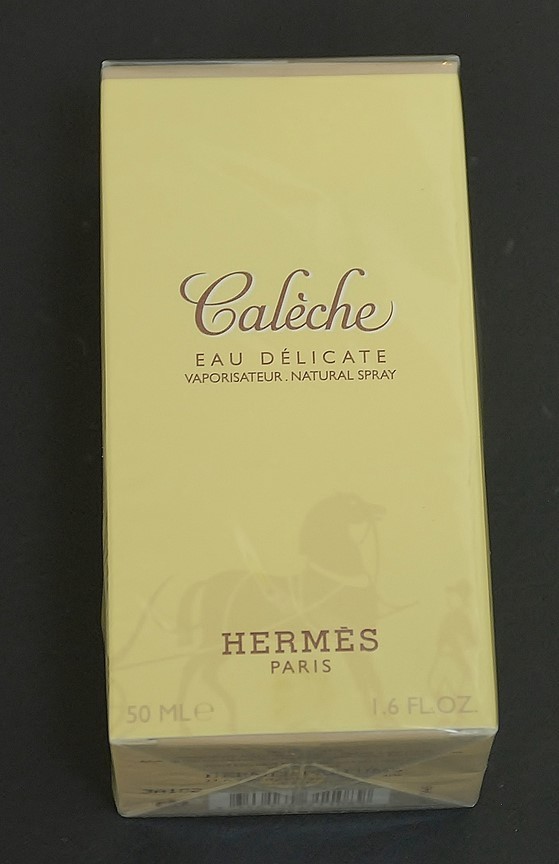 Calèche
EAU DÉLICATE
VAPORISATEUR . NATURAL SPRAY
HERMÈS
PARIS
50 ML℮
1.6 FL.OZ.